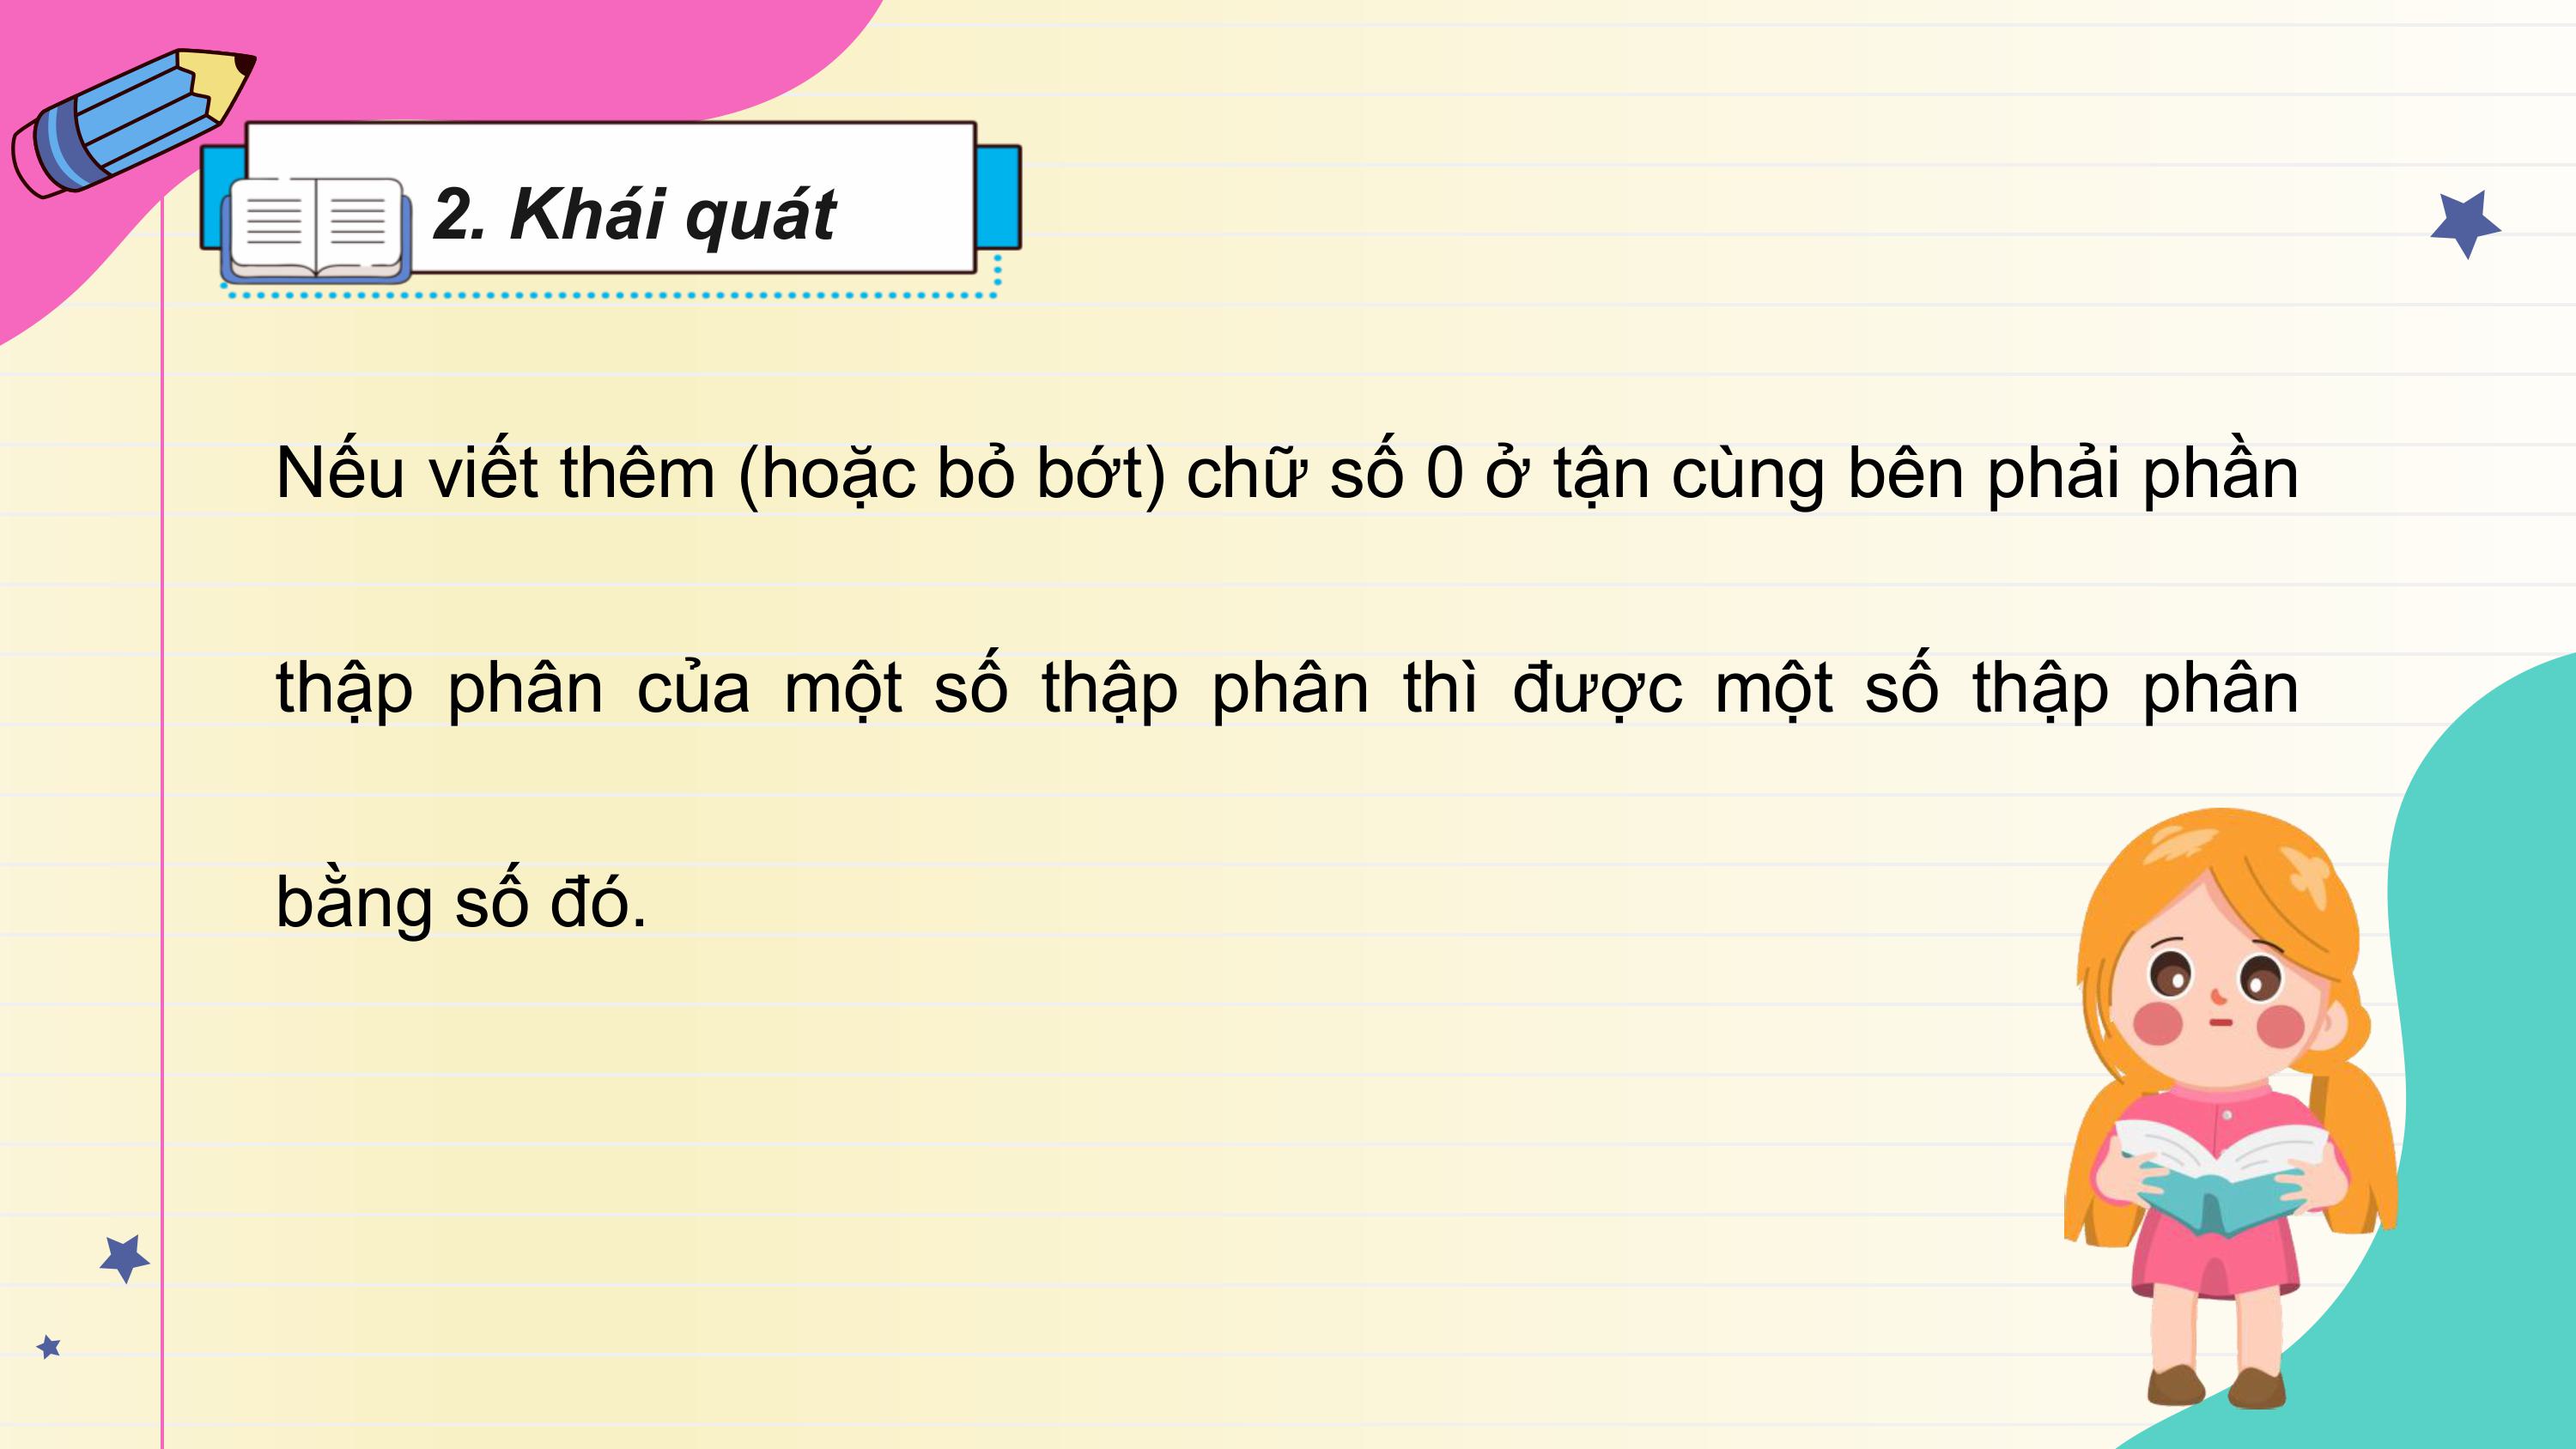 2. Khái quát
Nếu viết thêm (hoặc bỏ bớt) chữ số 0 ở tận cùng bên phải phần
thập phân của một số thập phân thì được một số thập phân
bằng số đó.